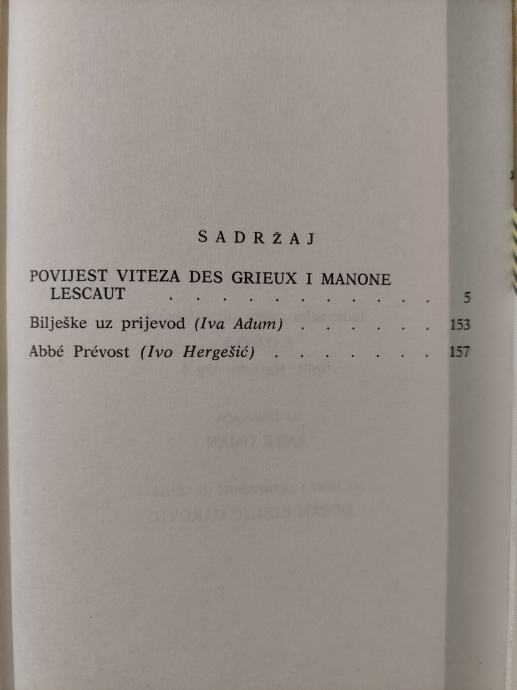 SADRŽAJ
POVIJEST VITEZA DES GRIEUX I MANONE
LESCAUT . . . . . . . . . . . 5
Bilješke uz prijevod (Iva Adum) . . . . . . 153
Abbé Prévost (Ivo Hergešić) . . . . . . . 157